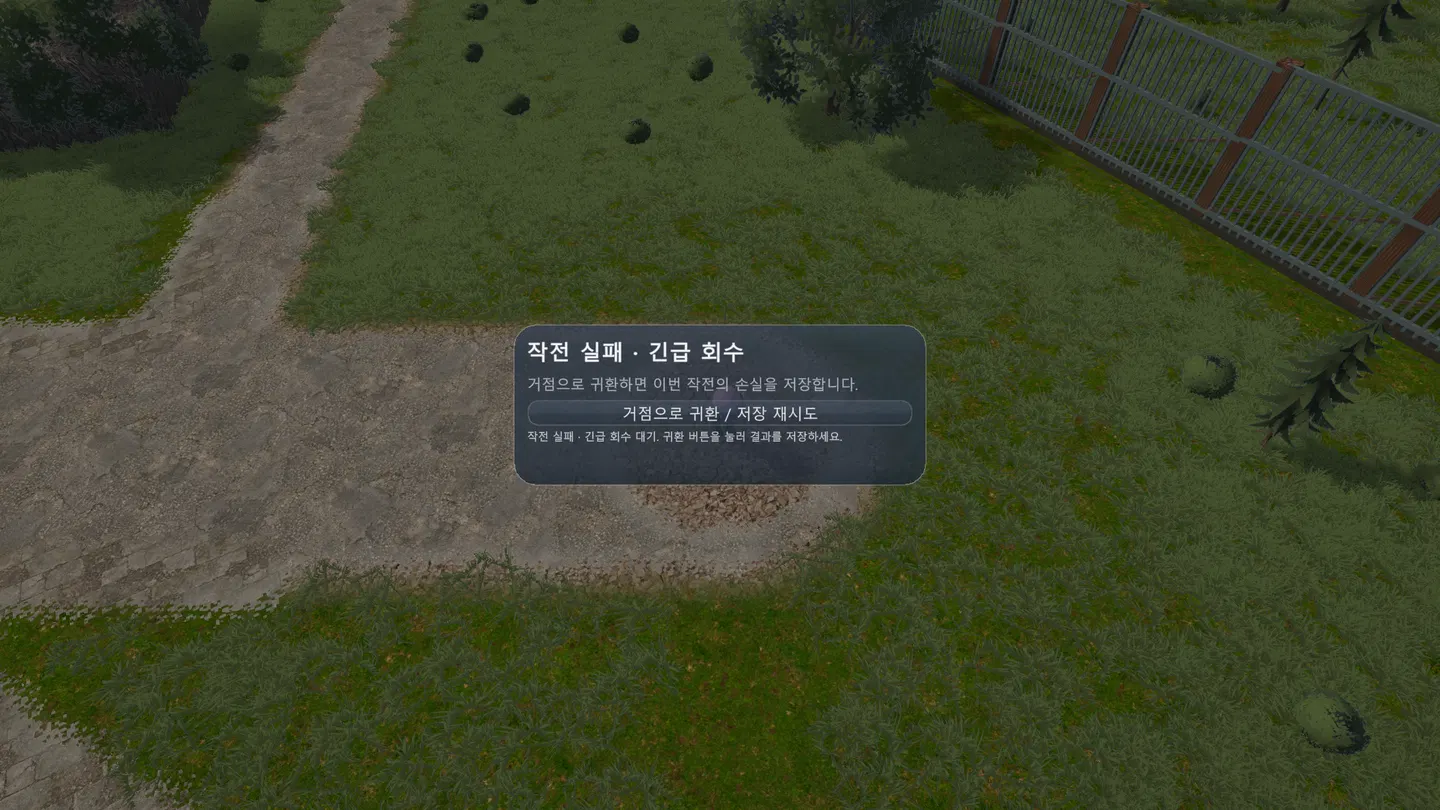 작전 실패 · 긴급 회수
거점으로 귀환하면 이번 작전의 손실을 저장합니다.
거점으로 귀환 / 저장 재시도
작전 실패 · 긴급 회수 대기. 귀환 버튼을 눌러 결과를 저장하세요.